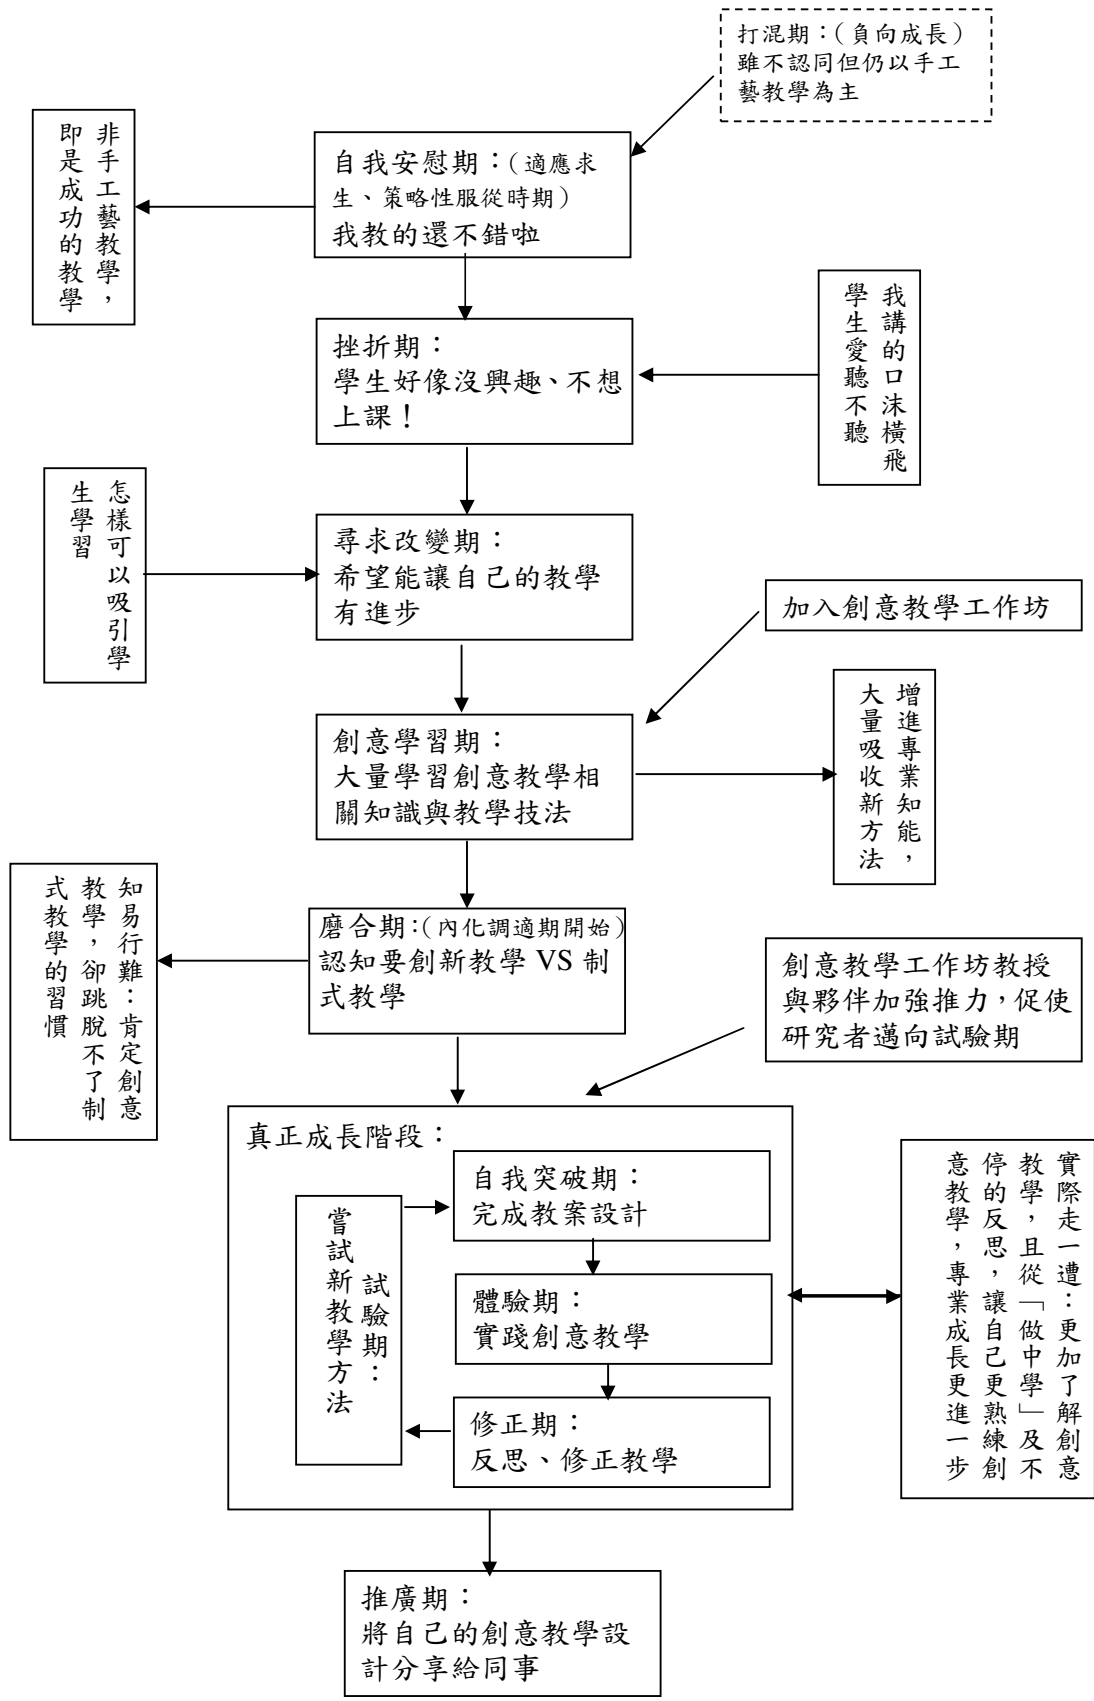 打混期：（負向成長）
雖不認同但仍以手工
藝教學為主
非手工藝教學，
即是成功的教學
自我安慰期：（適應求
生、策略性服從時期）
我教的還不錯啦
我講的口沫橫飛
學生愛聽不聽
挫折期：
學生好像沒興趣、不想
上課！
怎樣可以吸引學
生學習
尋求改變期：
希望能讓自己的教學
有進步
加入創意教學工作坊
增進專業知能，
大量吸收新方法
創意學習期：
大量學習創意教學相
關知識與教學技法
知易行難：肯定創意
教學，卻跳脫不了制
式教學的習慣
磨合期：（內化調適期開始）
認知要創新教學 VS 制
式教學
創意教學工作坊教授
與夥伴加強推力，促使
研究者邁向試驗期
真正成長階段：
試驗期：
嘗試新教學方法
自我突破期：
完成教案設計
體驗期：
實踐創意教學
修正期：
反思、修正教學
實際走一遭：更加了解創意
教學，且從「做中學」及不
停的反思，讓自己更熟練創
意教學，專業成長更進一步
推廣期：
將自己的創意教學設
計分享給同事